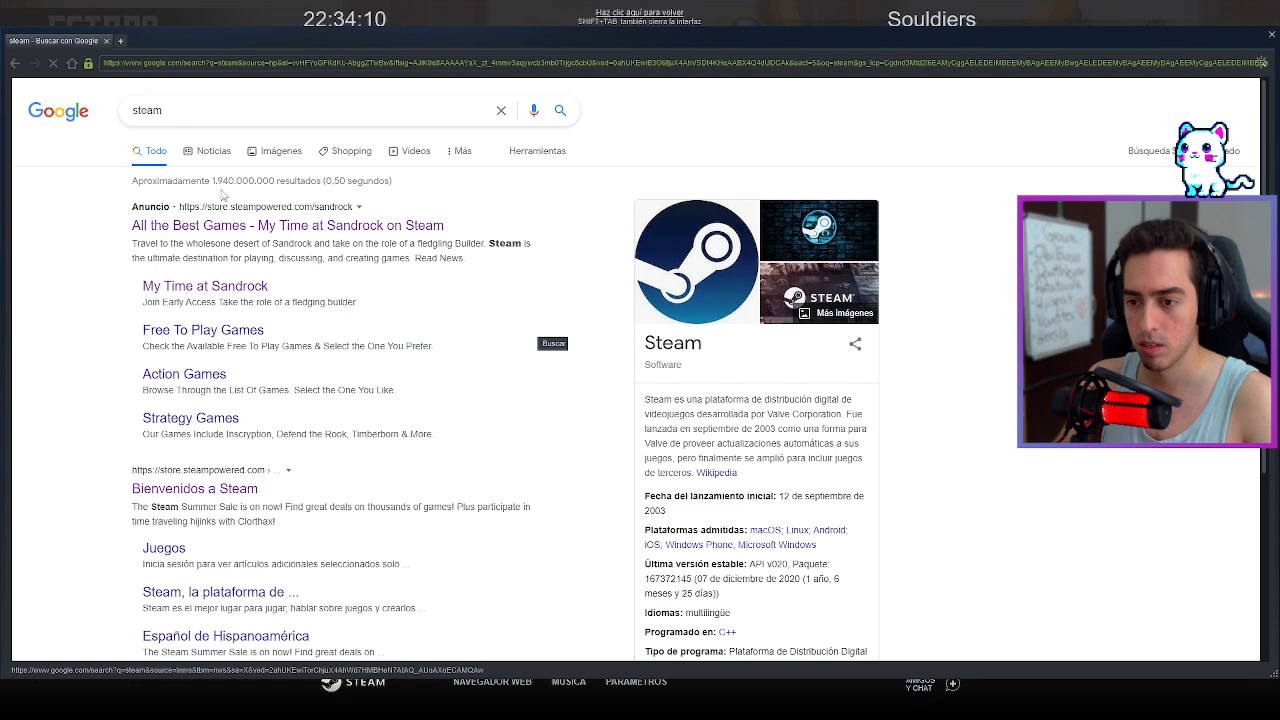 22:34:10
Haz clic aquí para volver
SHIFT+TAB también cierra la interfaz
Souldiers
steam - Buscar con Google
Google
steam
Todo
Noticias
Imágenes
Shopping
Vídeos
Más
Herramientas
Aproximadamente 1.940.000.000 resultados (0,50 segundos)
Anuncio · https://store.steampowered.com/sandrock
All the Best Games - My Time at Sandrock on Steam
Travel to the wholesome desert of Sandrock and take on the role of a fledgling Builder. Steam is
the ultimate destination for playing, discussing, and creating games. Read News.
My Time at Sandrock
Join Early Access Take the role of a fledging builder
Free To Play Games
Check the Available Free To Play Games & Select the One You Prefer.
Buscar
Action Games
Browse Through the List Of Games. Select the One You Like.
Strategy Games
Our Games Include Inscryption, Defend the Rook, Timberborn & More.
https://store.steampowered.com › ...
Bienvenidos a Steam
The Steam Summer Sale is on now! Find great deals on thousands of games! Plus participate in
time traveling hijinks with Clorthax!
Juegos
Inicia sesión para ver artículos adicionales seleccionados solo ...
Steam, la plataforma de ...
Steam es el mejor lugar para jugar, hablar sobre juegos y crearlos ...
Español de Hispanoamérica
The Steam Summer Sale is on now! Find great deals on ...
STEAM
Más imágenes
Steam
Software
Steam es una plataforma de distribución digital de
videojuegos desarrollada por Valve Corporation. Fue
lanzada en septiembre de 2003 como una forma para
Valve de proveer actualizaciones automáticas a sus
juegos, pero finalmente se amplió para incluir juegos
de terceros. Wikipedia
Fecha del lanzamiento inicial: 12 de septiembre de
2003
Plataformas admitidas: macOS; Linux; Android;
iOS; Windows Phone; Microsoft Windows
Última versión estable: API v020, Paquete:
167372145 (07 de diciembre de 2020 (1 año, 6
meses y 25 días))
Idiomas: multilingüe
Programado en: C++
Tipo de programa: Plataforma de Distribución Digital
STEAM
NAVEGADOR WEB
MÚSICA
PARÁMETROS
AMIGOS
Y CHAT